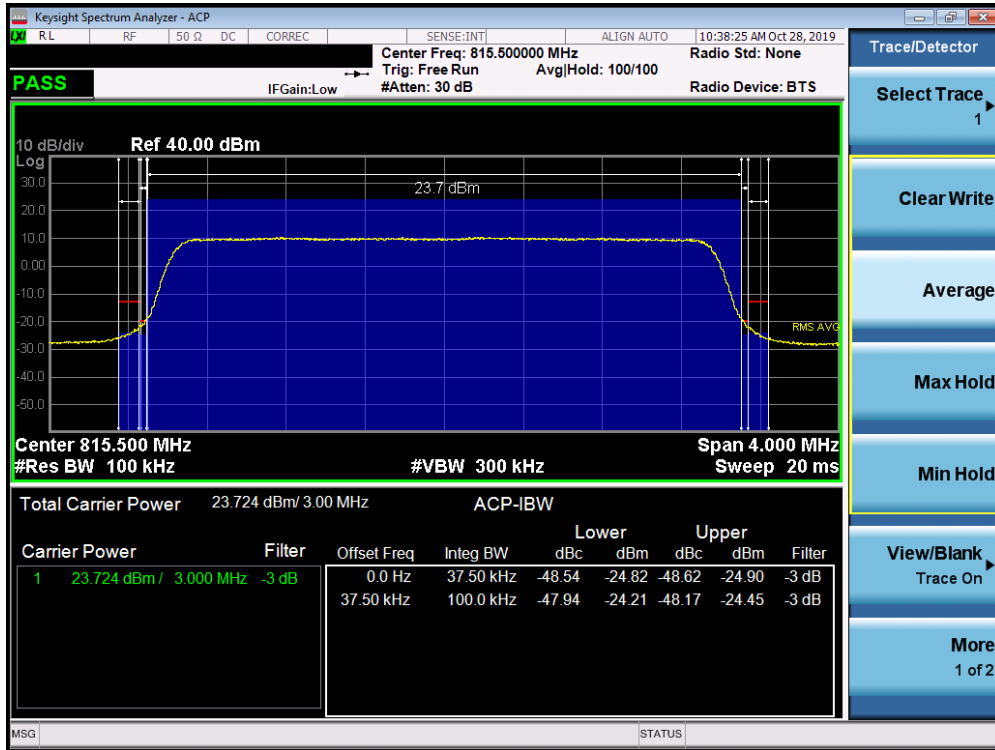 Keysight Spectrum Analyzer - ACP
LXI RL RF 50 Ω DC CORREC SENSE:INT ALIGN AUTO 10:38:25 AM Oct 28, 2019
Center Freq: 815.500000 MHz Radio Std: None
Trig: Free Run Avg|Hold: 100/100
PASS IFGain:Low #Atten: 30 dB Radio Device: BTS
10 dB/div Ref 40.00 dBm
Log
30.0
23.7 dBm
20.0
10.0
0.00
-10.0
-20.0
RMS AVG
-30.0
-40.0
-50.0
Center 815.500 MHz Span 4.000 MHz
#Res BW 100 kHz #VBW 300 kHz Sweep 20 ms
Total Carrier Power 23.724 dBm/ 3.00 MHz ACP-IBW
Lower Upper
Carrier Power Filter Offset Freq Integ BW dBc dBm dBc dBm Filter
1 23.724 dBm / 3.000 MHz -3 dB 0.0 Hz 37.50 kHz -48.54 -24.82 -48.62 -24.90 -3 dB
37.50 kHz 100.0 kHz -47.94 -24.21 -48.17 -24.45 -3 dB
MSG STATUS
Trace/Detector
Select Trace
1
Clear Write
Average
Max Hold
Min Hold
View/Blank
Trace On
More
1 of 2